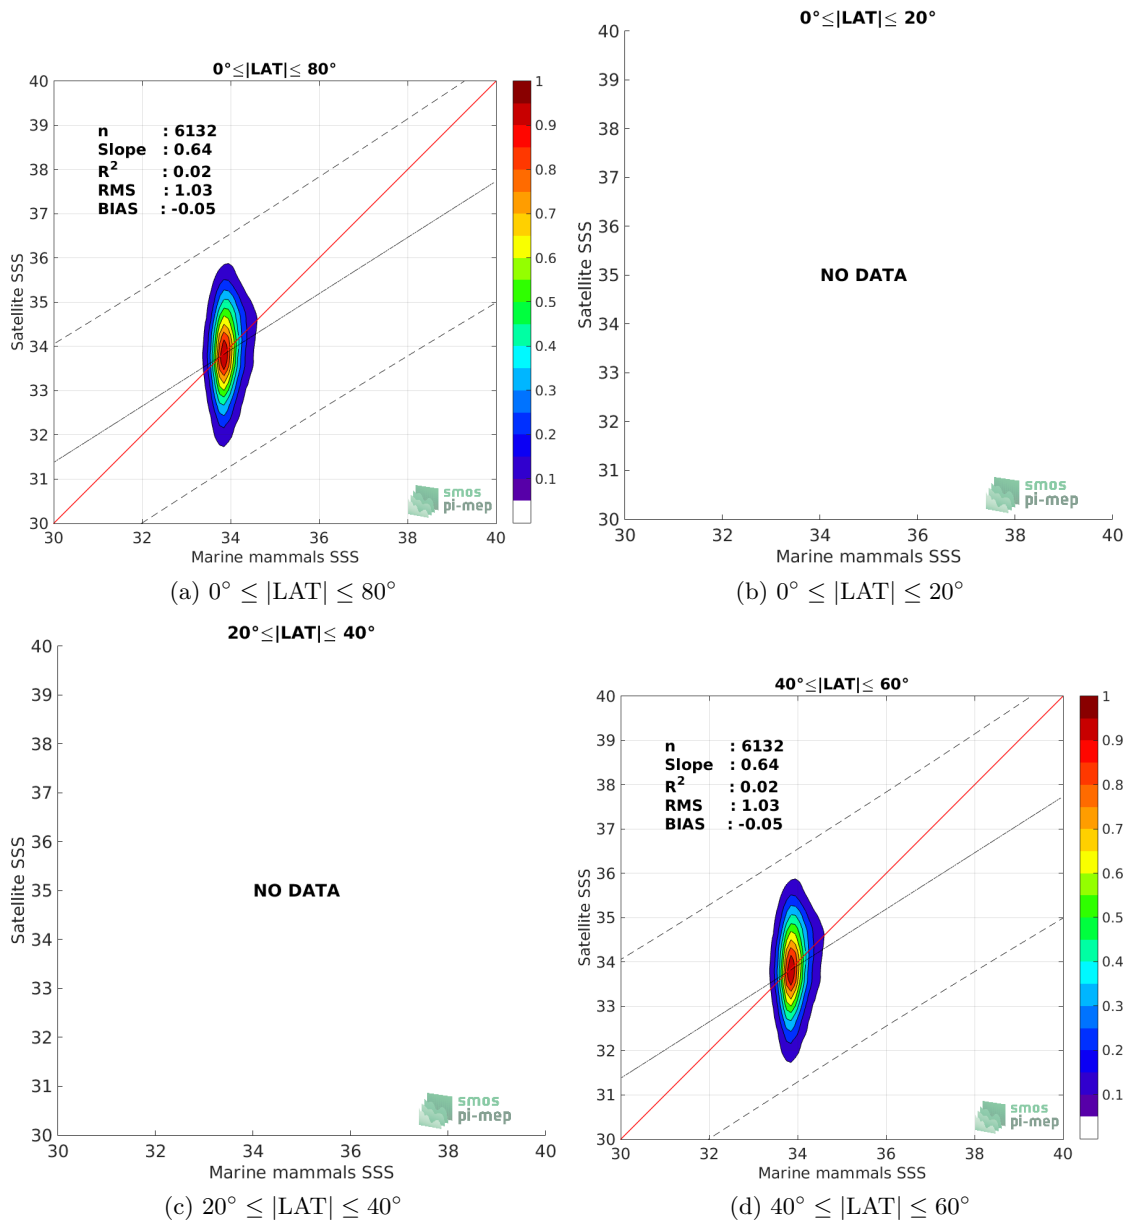 0°≤|LAT|≤ 80°
40
39
38
37
36
35
34
33
32
31
30
Satellite SSS
n : 6132
Slope : 0.64
R² : 0.02
RMS : 1.03
BIAS : -0.05
1
0.9
0.8
0.7
0.6
0.5
0.4
0.3
0.2
0.1
smos
pi-mep
30 32 34 36 38 40
Marine mammals SSS
(a) 0° ≤ |LAT| ≤ 80°
0°≤|LAT|≤ 20°
40
39
38
37
36
35
34
33
32
31
30
Satellite SSS
NO DATA
smos
pi-mep
30 32 34 36 38 40
Marine mammals SSS
(b) 0° ≤ |LAT| ≤ 20°
20°≤|LAT|≤ 40°
40
39
38
37
36
35
34
33
32
31
30
Satellite SSS
NO DATA
smos
pi-mep
30 32 34 36 38 40
Marine mammals SSS
(c) 20° ≤ |LAT| ≤ 40°
40°≤|LAT|≤ 60°
40
39
38
37
36
35
34
33
32
31
30
Satellite SSS
n : 6132
Slope : 0.64
R² : 0.02
RMS : 1.03
BIAS : -0.05
1
0.9
0.8
0.7
0.6
0.5
0.4
0.3
0.2
0.1
smos
pi-mep
30 32 34 36 38 40
Marine mammals SSS
(d) 40° ≤ |LAT| ≤ 60°